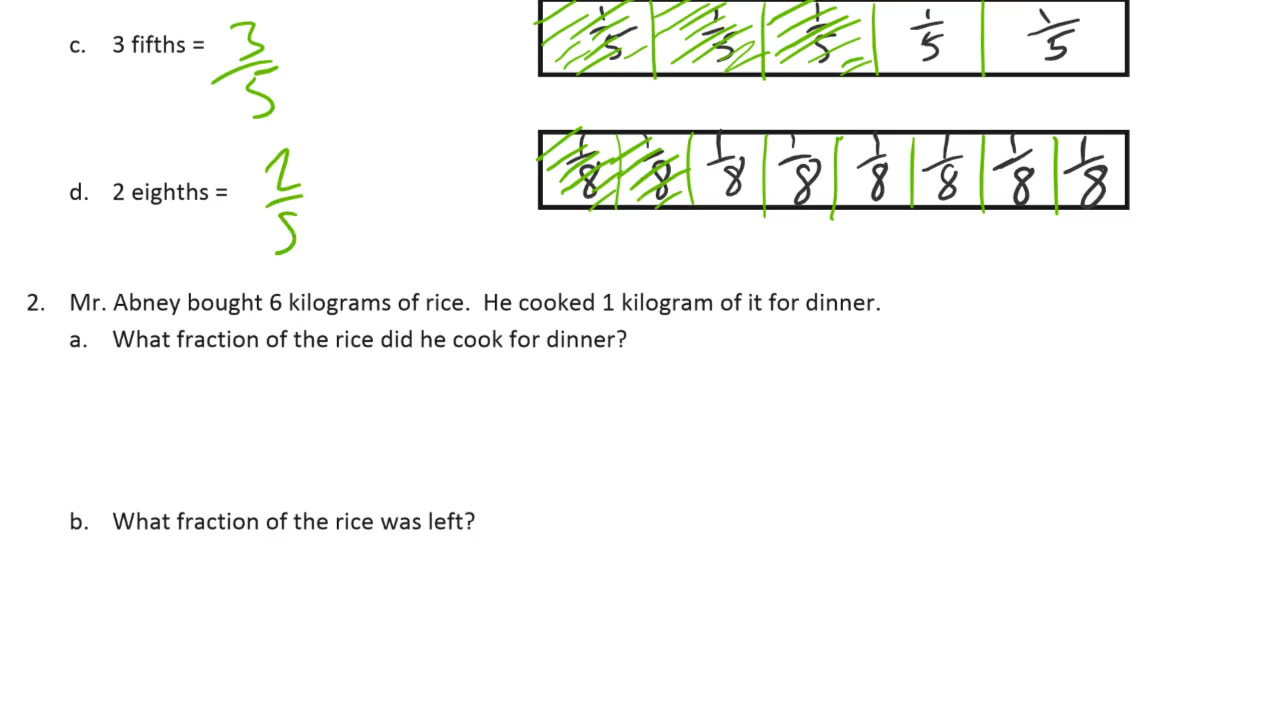 c. 3 fifths = 3/5
1/5 1/5 1/5 1/5 1/5
d. 2 eighths = 2/5
1/8 1/8 1/8 1/8 1/8 1/8 1/8 1/8
2. Mr. Abney bought 6 kilograms of rice. He cooked 1 kilogram of it for dinner.
a. What fraction of the rice did he cook for dinner?
b. What fraction of the rice was left?